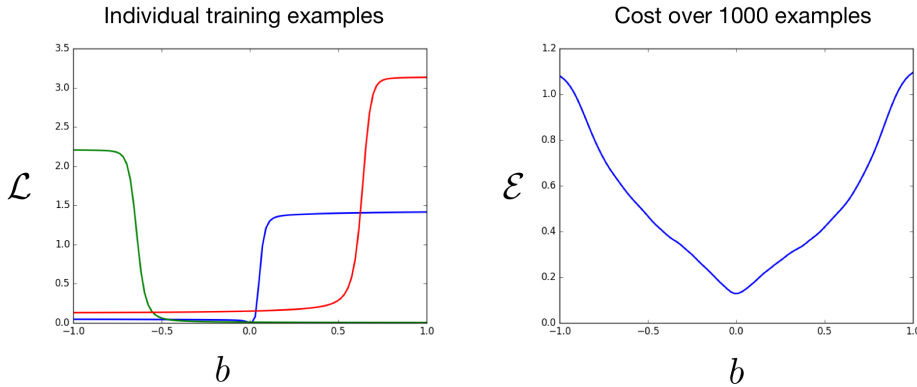 Individual training examples
3.5
3.0
2.5
2.0
1.5
1.0
0.5
0.0
−1.0 −0.5 0.0 0.5 1.0
ℒ
b
Cost over 1000 examples
1.2
1.0
0.8
0.6
0.4
0.2
0.0
−1.0 −0.5 0.0 0.5 1.0
ℰ
b